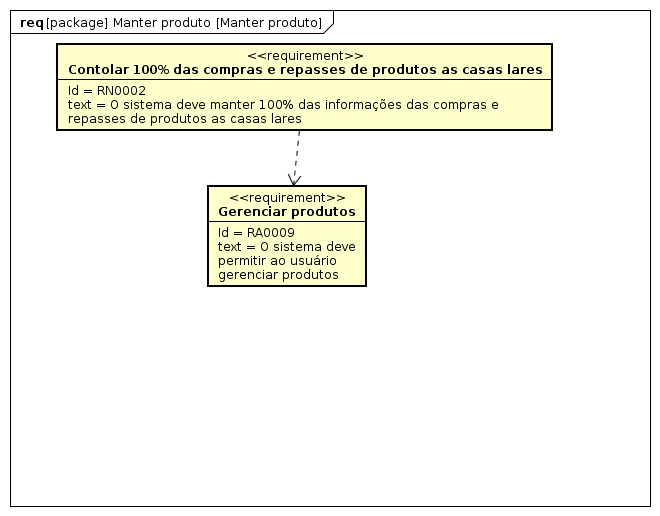 req [package] Manter produto [Manter produto]
<<requirement>>
Contolar 100% das compras e repasses de produtos as casas lares
Id = RN0002
text = O sistema deve manter 100% das informações das compras e
repasses de produtos as casas lares
<<requirement>>
Gerenciar produtos
Id = RA0009
text = O sistema deve
permitir ao usuário
gerenciar produtos